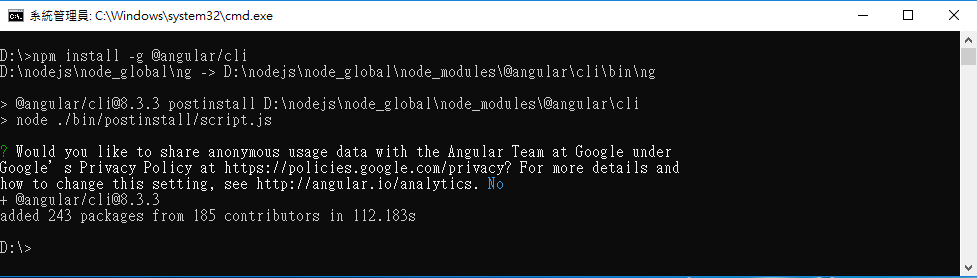 系統管理員: C:\Windows\system32\cmd.exe
D:\>npm install -g @angular/cli
D:\nodejs\node_global\ng -> D:\nodejs\node_global\node_modules\@angular\cli\bin\ng
> @angular/cli@8.3.3 postinstall D:\nodejs\node_global\node_modules\@angular\cli
> node ./bin/postinstall/script.js
? Would you like to share anonymous usage data with the Angular Team at Google under
Google’s Privacy Policy at https://policies.google.com/privacy? For more details and
how to change this setting, see http://angular.io/analytics. No
+ @angular/cli@8.3.3
added 243 packages from 185 contributors in 112.183s
D:\>